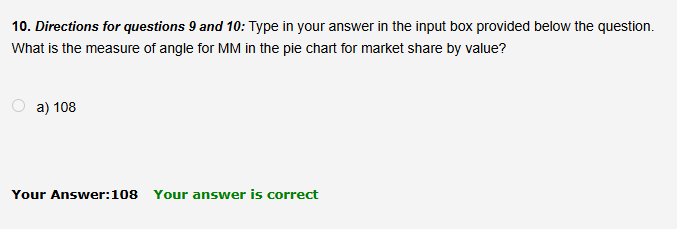 10. Directions for questions 9 and 10: Type in your answer in the input box provided below the question.
What is the measure of angle for MM in the pie chart for market share by value?
a) 108
Your Answer:108 Your answer is correct